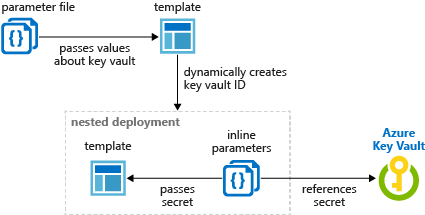 parameter file
template
passes values
about key vault
dynamically creates
key vault ID
nested deployment
template
inline
parameters
Azure
Key Vault
passes
secret
references
secret